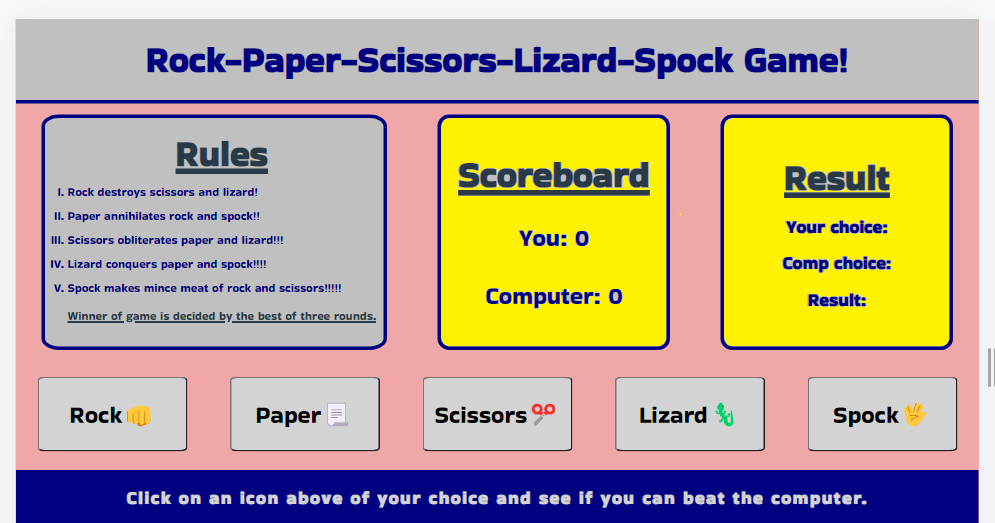 Rock-Paper-Scissors-Lizard-Spock Game!
Rules
I. Rock destroys scissors and lizard!
II. Paper annihilates rock and spock!!
III. Scissors obliterates paper and lizard!!!
IV. Lizard conquers paper and spock!!!!
V. Spock makes mince meat of rock and scissors!!!!!
Winner of game is decided by the best of three rounds.
Scoreboard
You: 0
Computer: 0
Result
Your choice:
Comp choice:
Result:
Rock
Paper
Scissors
Lizard
Spock
Click on an icon above of your choice and see if you can beat the computer.